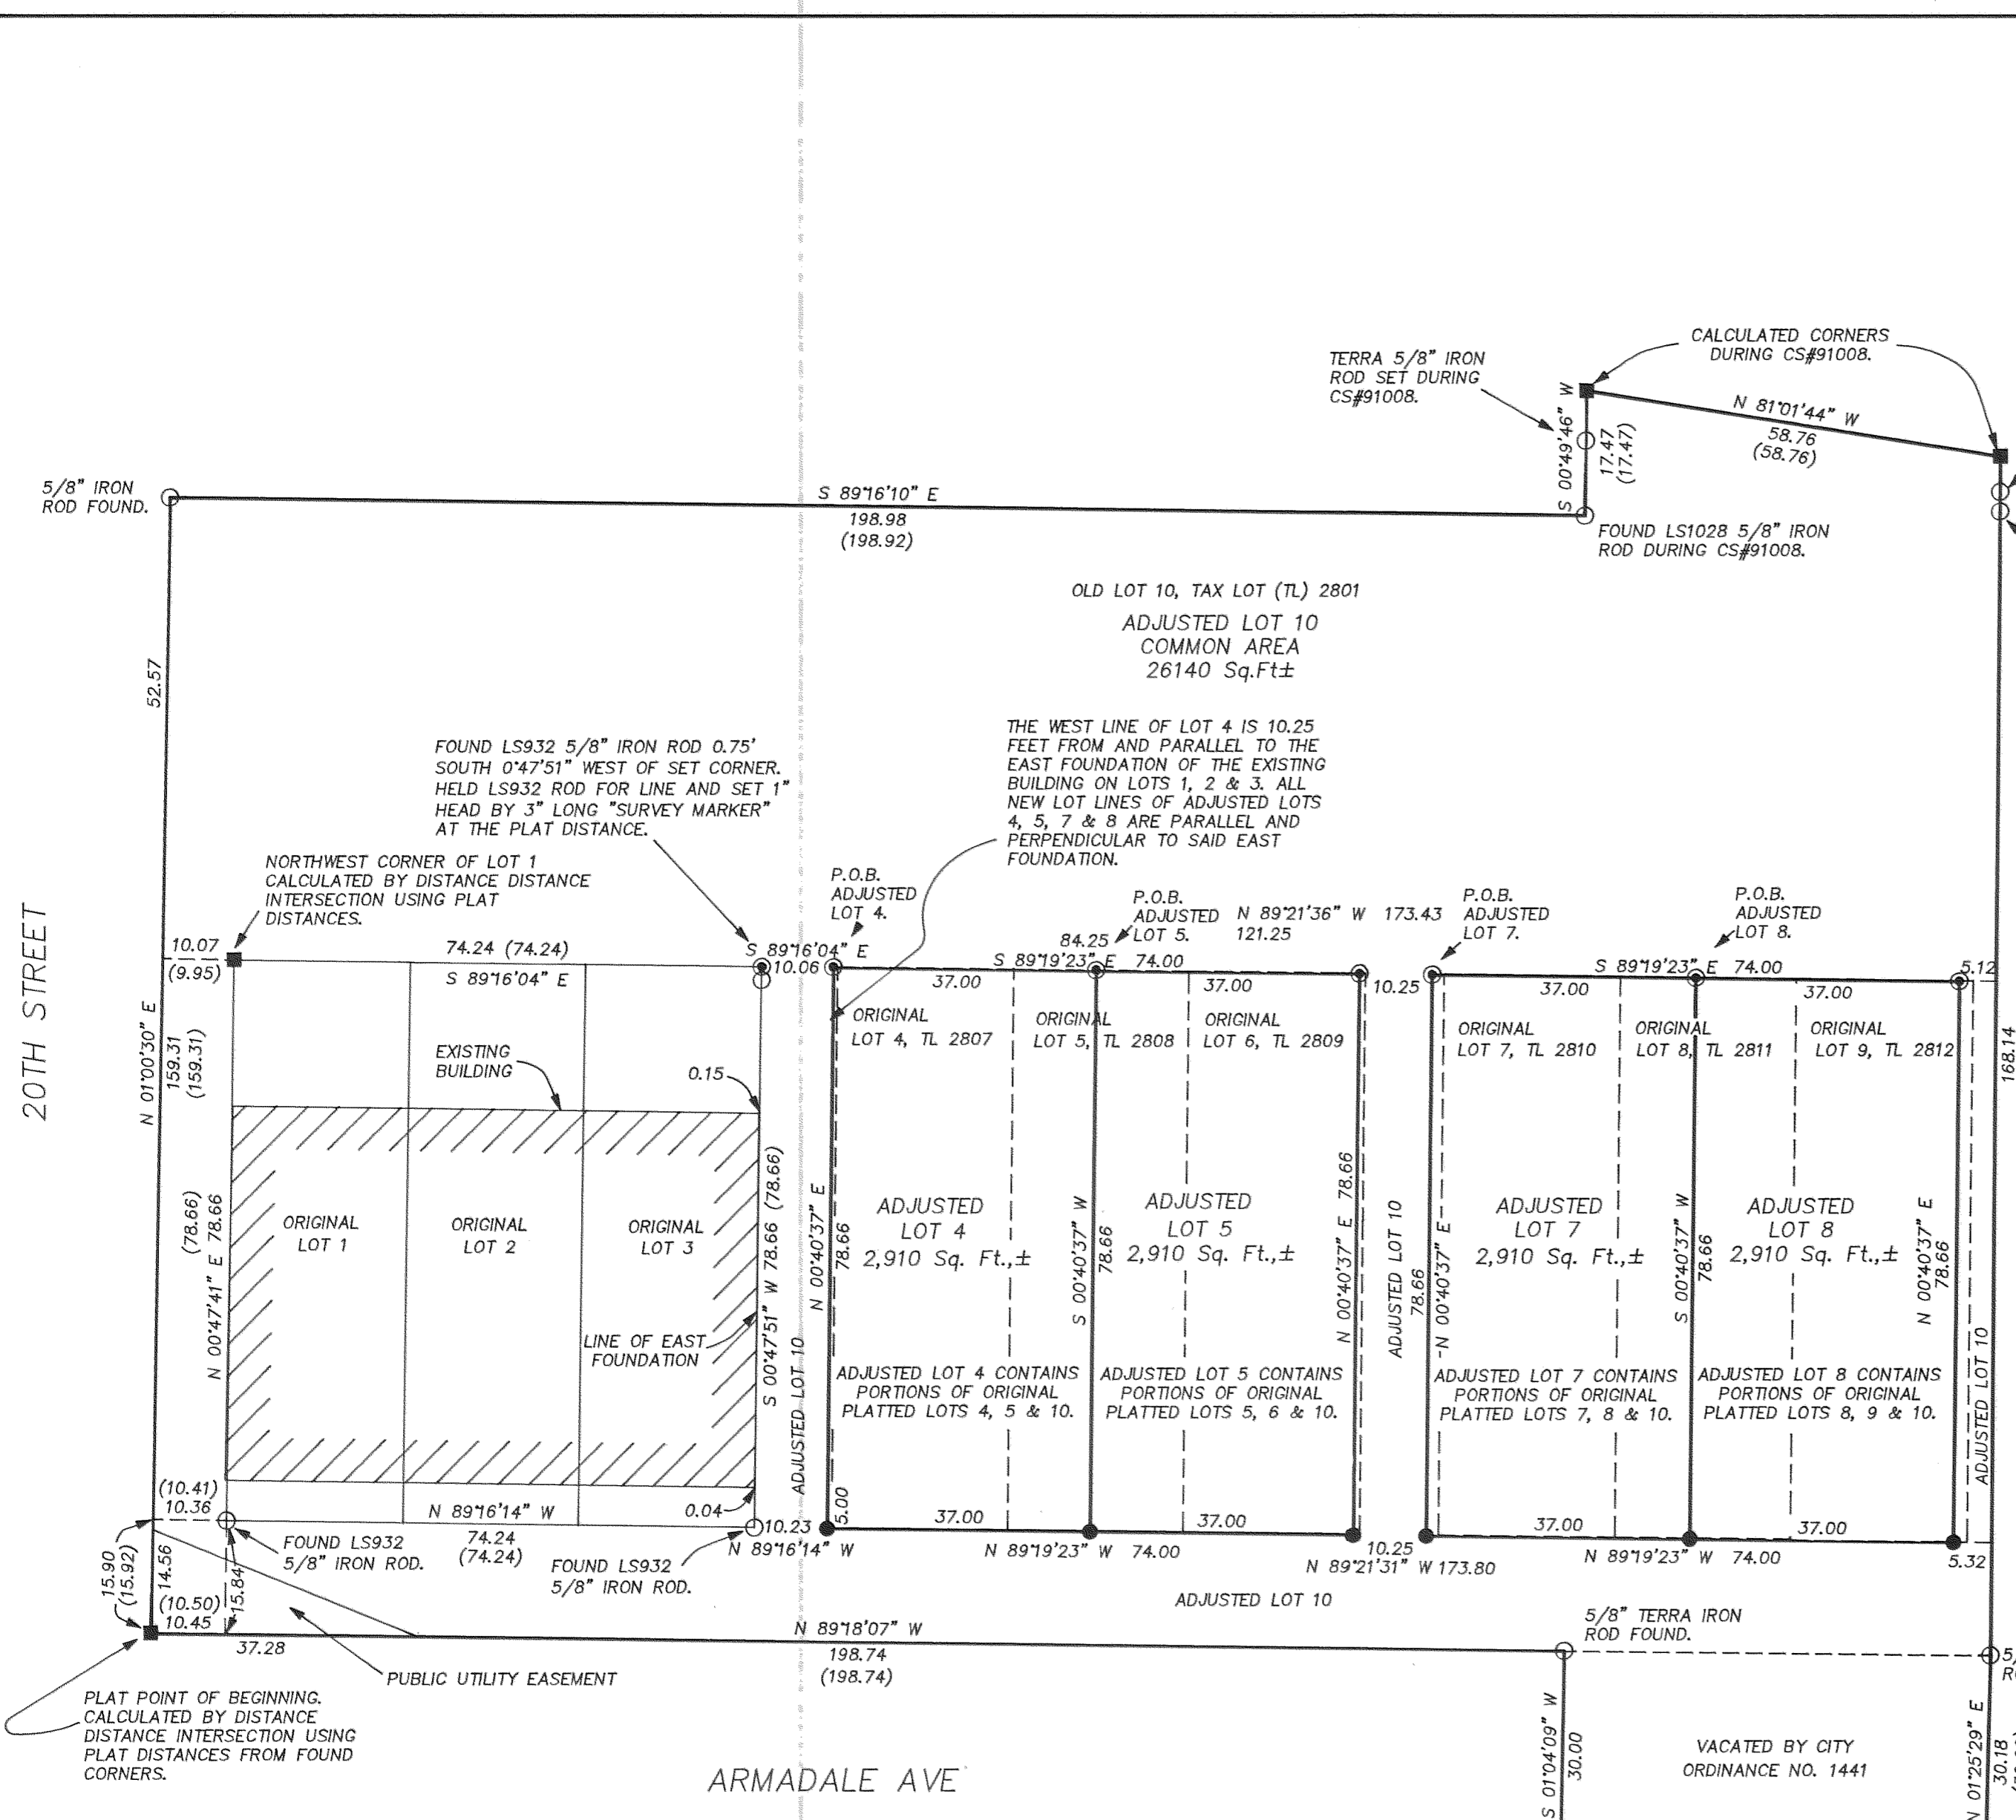 CALCULATED CORNERS
DURING CS#91008.
TERRA 5/8" IRON
ROD SET DURING
CS#91008.
S 00°49'46" W
17.47
(17.47)
N 81°01'44" W
58.76
(58.76)
5/8" IRON
ROD FOUND.
S 89°16'10" E
198.98
(198.92)
FOUND LS1028 5/8" IRON
ROD DURING CS#91008.
OLD LOT 10, TAX LOT (TL) 2801
ADJUSTED LOT 10
COMMON AREA
26140 Sq.Ft±
52.57
THE WEST LINE OF LOT 4 IS 10.25
FEET FROM AND PARALLEL TO THE
EAST FOUNDATION OF THE EXISTING
BUILDING ON LOTS 1, 2 & 3. ALL
NEW LOT LINES OF ADJUSTED LOTS
4, 5, 7 & 8 ARE PARALLEL AND
PERPENDICULAR TO SAID EAST
FOUNDATION.
FOUND LS932 5/8" IRON ROD 0.75'
SOUTH 0°47'51" WEST OF SET CORNER.
HELD LS932 ROD FOR LINE AND SET 1"
HEAD BY 3" LONG "SURVEY MARKER"
AT THE PLAT DISTANCE.
NORTHWEST CORNER OF LOT 1
CALCULATED BY DISTANCE DISTANCE
INTERSECTION USING PLAT
DISTANCES.
P.O.B.
ADJUSTED
LOT 4.
P.O.B.
ADJUSTED
LOT 5.
N 89°21'36" W 173.43
121.25
84.25
P.O.B.
ADJUSTED
LOT 7.
P.O.B.
ADJUSTED
LOT 8.
20TH STREET
10.07
(9.95)
74.24 (74.24)
S 89°16'04" E
S 89°16'04" E
10.06
S 89°19'23" E 74.00
37.00
37.00
10.25
S 89°19'23" E 74.00
37.00
37.00
5.12
N 01°00'30" E
159.31
(159.31)
168.14
ORIGINAL
LOT 4, TL 2807
ORIGINAL
LOT 5, TL 2808
ORIGINAL
LOT 6, TL 2809
ORIGINAL
LOT 7, TL 2810
ORIGINAL
LOT 8, TL 2811
ORIGINAL
LOT 9, TL 2812
EXISTING
BUILDING
0.15
(78.66)
N 00°47'41" E 78.66
ORIGINAL
LOT 1
ORIGINAL
LOT 2
ORIGINAL
LOT 3
LINE OF EAST
FOUNDATION
S 00°47'51" W 78.66 (78.66)
ADJUSTED LOT 10
N 00°40'37" E
78.66
ADJUSTED
LOT 4
2,910 Sq. Ft.,±
S 00°40'37" W
78.66
ADJUSTED
LOT 5
2,910 Sq. Ft.,±
N 00°40'37" E 78.66
ADJUSTED LOT 10
78.66
N 00°40'37" E
ADJUSTED
LOT 7
2,910 Sq. Ft.,±
S 00°40'37" W
78.66
ADJUSTED
LOT 8
2,910 Sq. Ft.,±
N 00°40'37" E
78.66
ADJUSTED LOT 10
ADJUSTED LOT 4 CONTAINS
PORTIONS OF ORIGINAL
PLATTED LOTS 4, 5 & 10.
ADJUSTED LOT 5 CONTAINS
PORTIONS OF ORIGINAL
PLATTED LOTS 5, 6 & 10.
ADJUSTED LOT 7 CONTAINS
PORTIONS OF ORIGINAL
PLATTED LOTS 7, 8 & 10.
ADJUSTED LOT 8 CONTAINS
PORTIONS OF ORIGINAL
PLATTED LOTS 8, 9 & 10.
(10.41)
10.36
N 89°16'14" W
74.24
(74.24)
0.04
10.23
N 89°16'14" W
5.00
37.00
37.00
N 89°19'23" W 74.00
10.25
N 89°21'31" W 173.80
37.00
37.00
N 89°19'23" W 74.00
5.32
FOUND LS932
5/8" IRON ROD.
FOUND LS932
5/8" IRON ROD.
15.90
(15.92)
14.56
15.84
(10.50)
10.45
37.28
ADJUSTED LOT 10
N 89°18'07" W
198.74
(198.74)
5/8" TERRA IRON
ROD FOUND.
PUBLIC UTILITY EASEMENT
PLAT POINT OF BEGINNING.
CALCULATED BY DISTANCE
DISTANCE INTERSECTION USING
PLAT DISTANCES FROM FOUND
CORNERS.
ARMADALE AVE
S 01°04'09" W
30.00
VACATED BY CITY
ORDINANCE NO. 1441
N 01°25'29" E
30.18